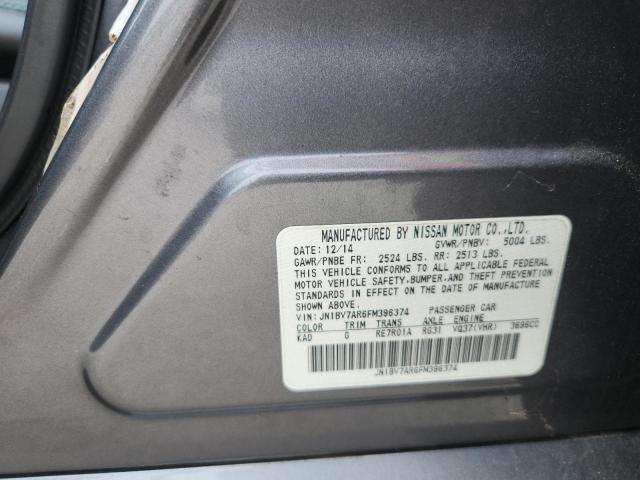 MANUFACTURED BY NISSAN MOTOR CO.,LTD.
DATE: 12/14 GVWR/PNBV: 5004 LBS.
GAWR/PNBE FR: 2524 LBS. RR: 2513 LBS.
THIS VEHICLE CONFORMS TO ALL APPLICABLE FEDERAL
MOTOR VEHICLE SAFETY,BUMPER,AND THEFT PREVENTION
STANDARDS IN EFFECT ON THE DATE OF MANUFACTURE
SHOWN ABOVE.
VIN: JN1BV7AR6FM396374 PASSENGER CAR
COLOR TRIM TRANS AXLE ENGINE
KAD G RE7R01A RG31 VQ37(VHR) 3696CC
JN1BV7AR6FM396374